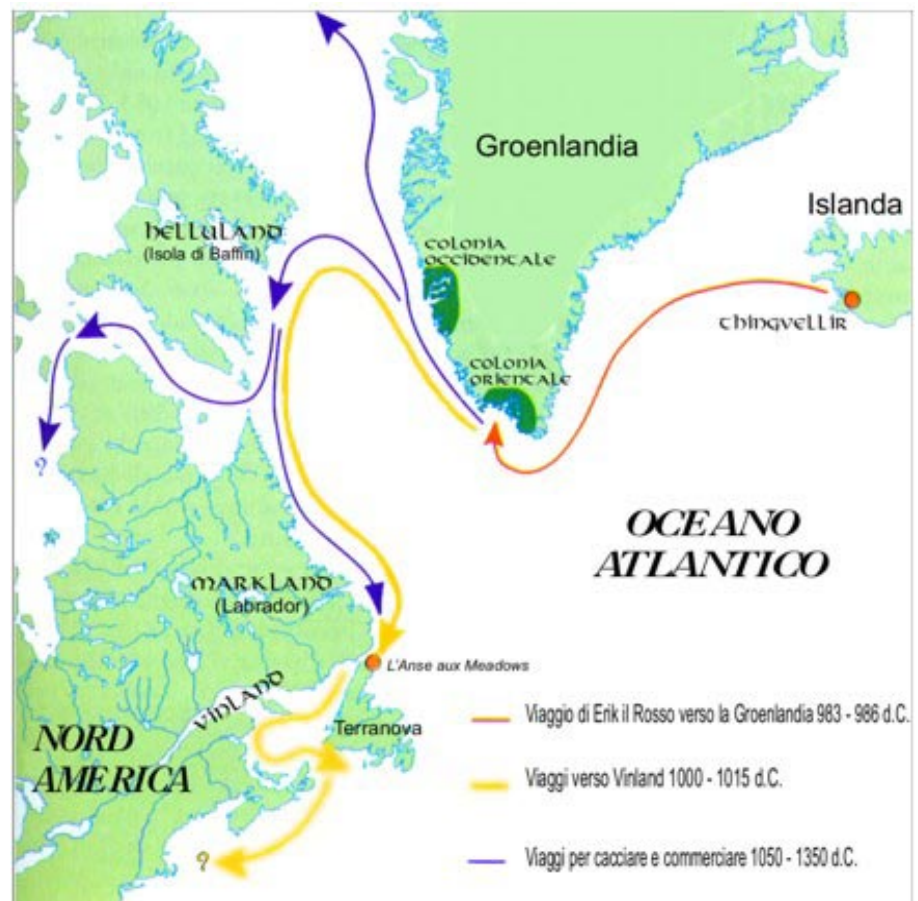 Groenlandia
Islanda
HELLULAND
(Isola di Baffin)
COLONIA
OCCIDENTALE
THINGVELLIR
COLONIA
ORIENTALE
?
OCEANO
ATLANTICO
MARKLAND
(Labrador)
L'Anse aux Meadows
VINLAND
Terranova
NORD
AMERICA
?
Viaggio di Erik il Rosso verso la Groenlandia 983 - 986 d.C.
Viaggi verso Vinland 1000 - 1015 d.C.
Viaggi per cacciare e commerciare 1050 - 1350 d.C.